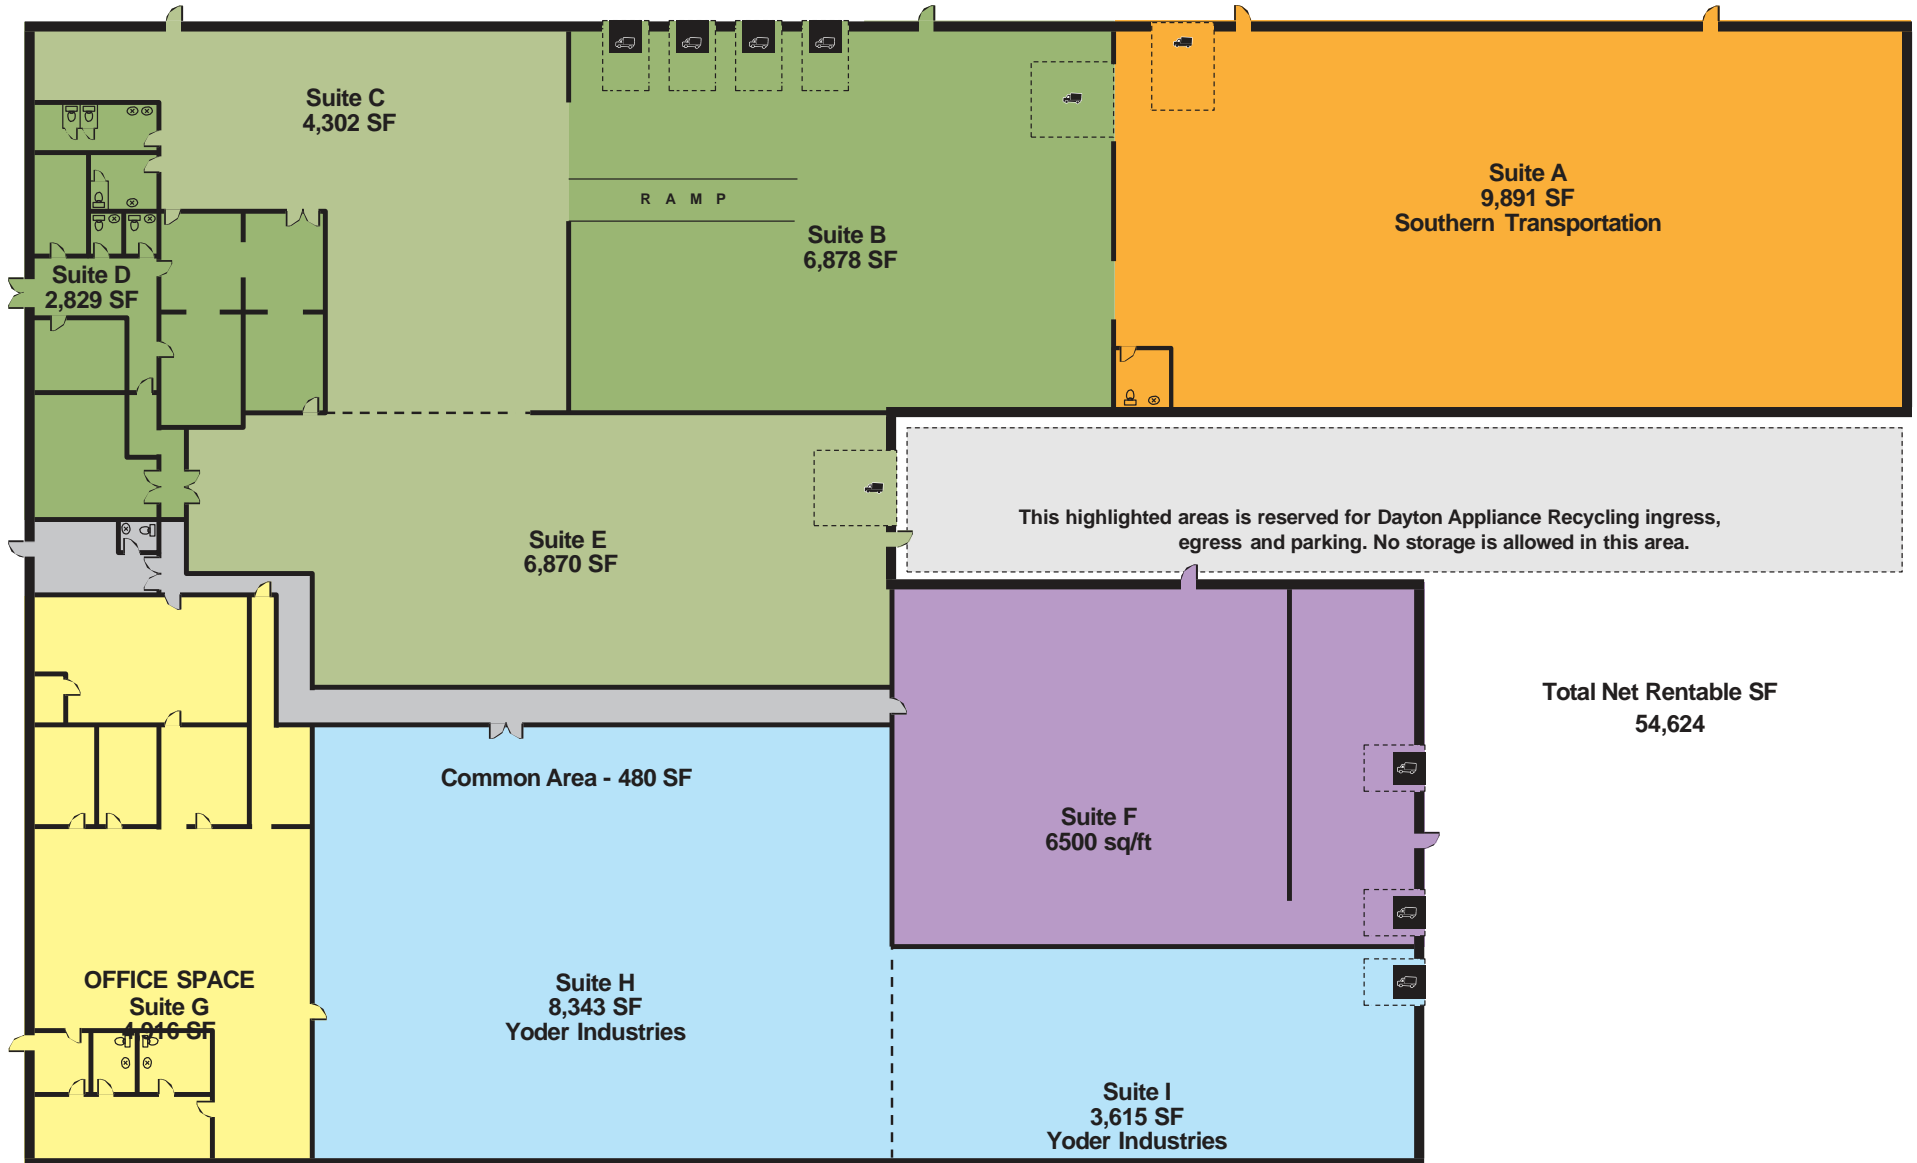 Suite C
4,302 SF
Suite A
9,891 SF
Southern Transportation
R A M P
Suite B
6,878 SF
Suite D
2,829 SF
This highlighted areas is reserved for Dayton Appliance Recycling ingress,
egress and parking. No storage is allowed in this area.
Suite E
6,870 SF
Total Net Rentable SF
54,624
Common Area - 480 SF
Suite F
6500 sq/ft
OFFICE SPACE
Suite G
4,916 SF
Suite H
8,343 SF
Yoder Industries
Suite I
3,615 SF
Yoder Industries